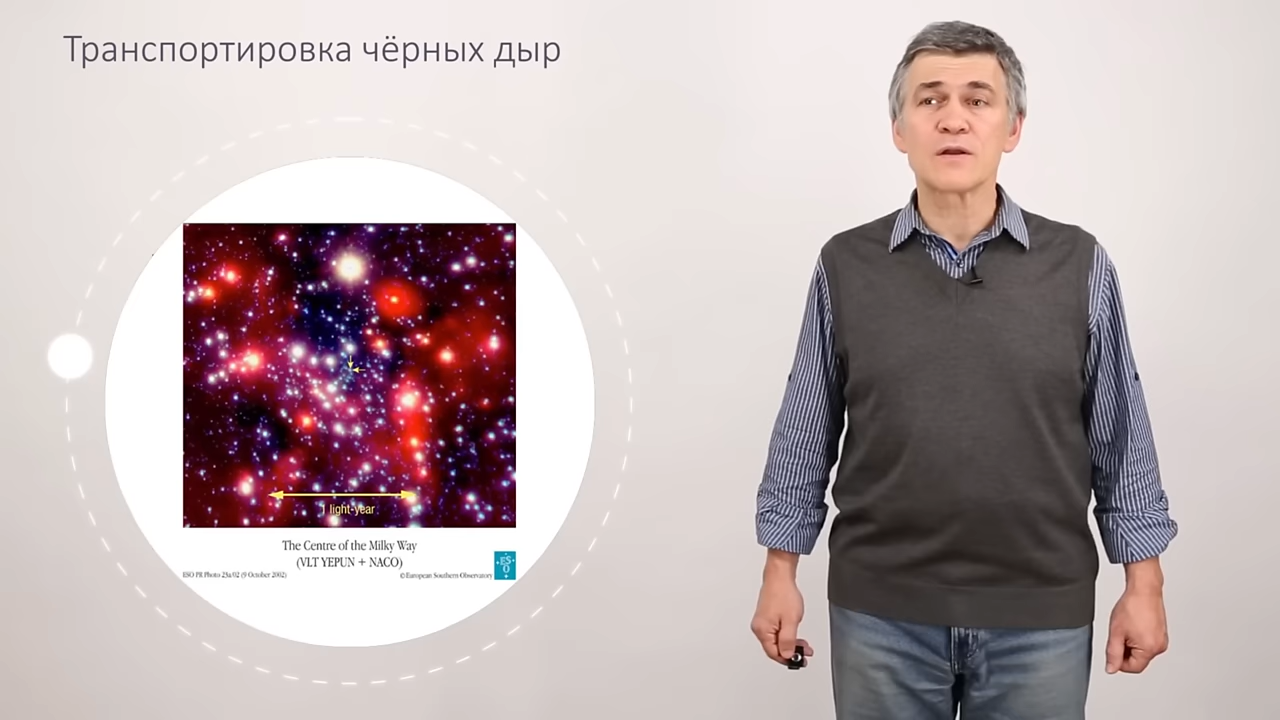 Транспортировка чёрных дыр
1 light-year
The Centre of the Milky Way
(VLT YEPUN + NACO)
ESO PR Photo 23a/02 (9 October 2002)
© European Southern Observatory
ESO